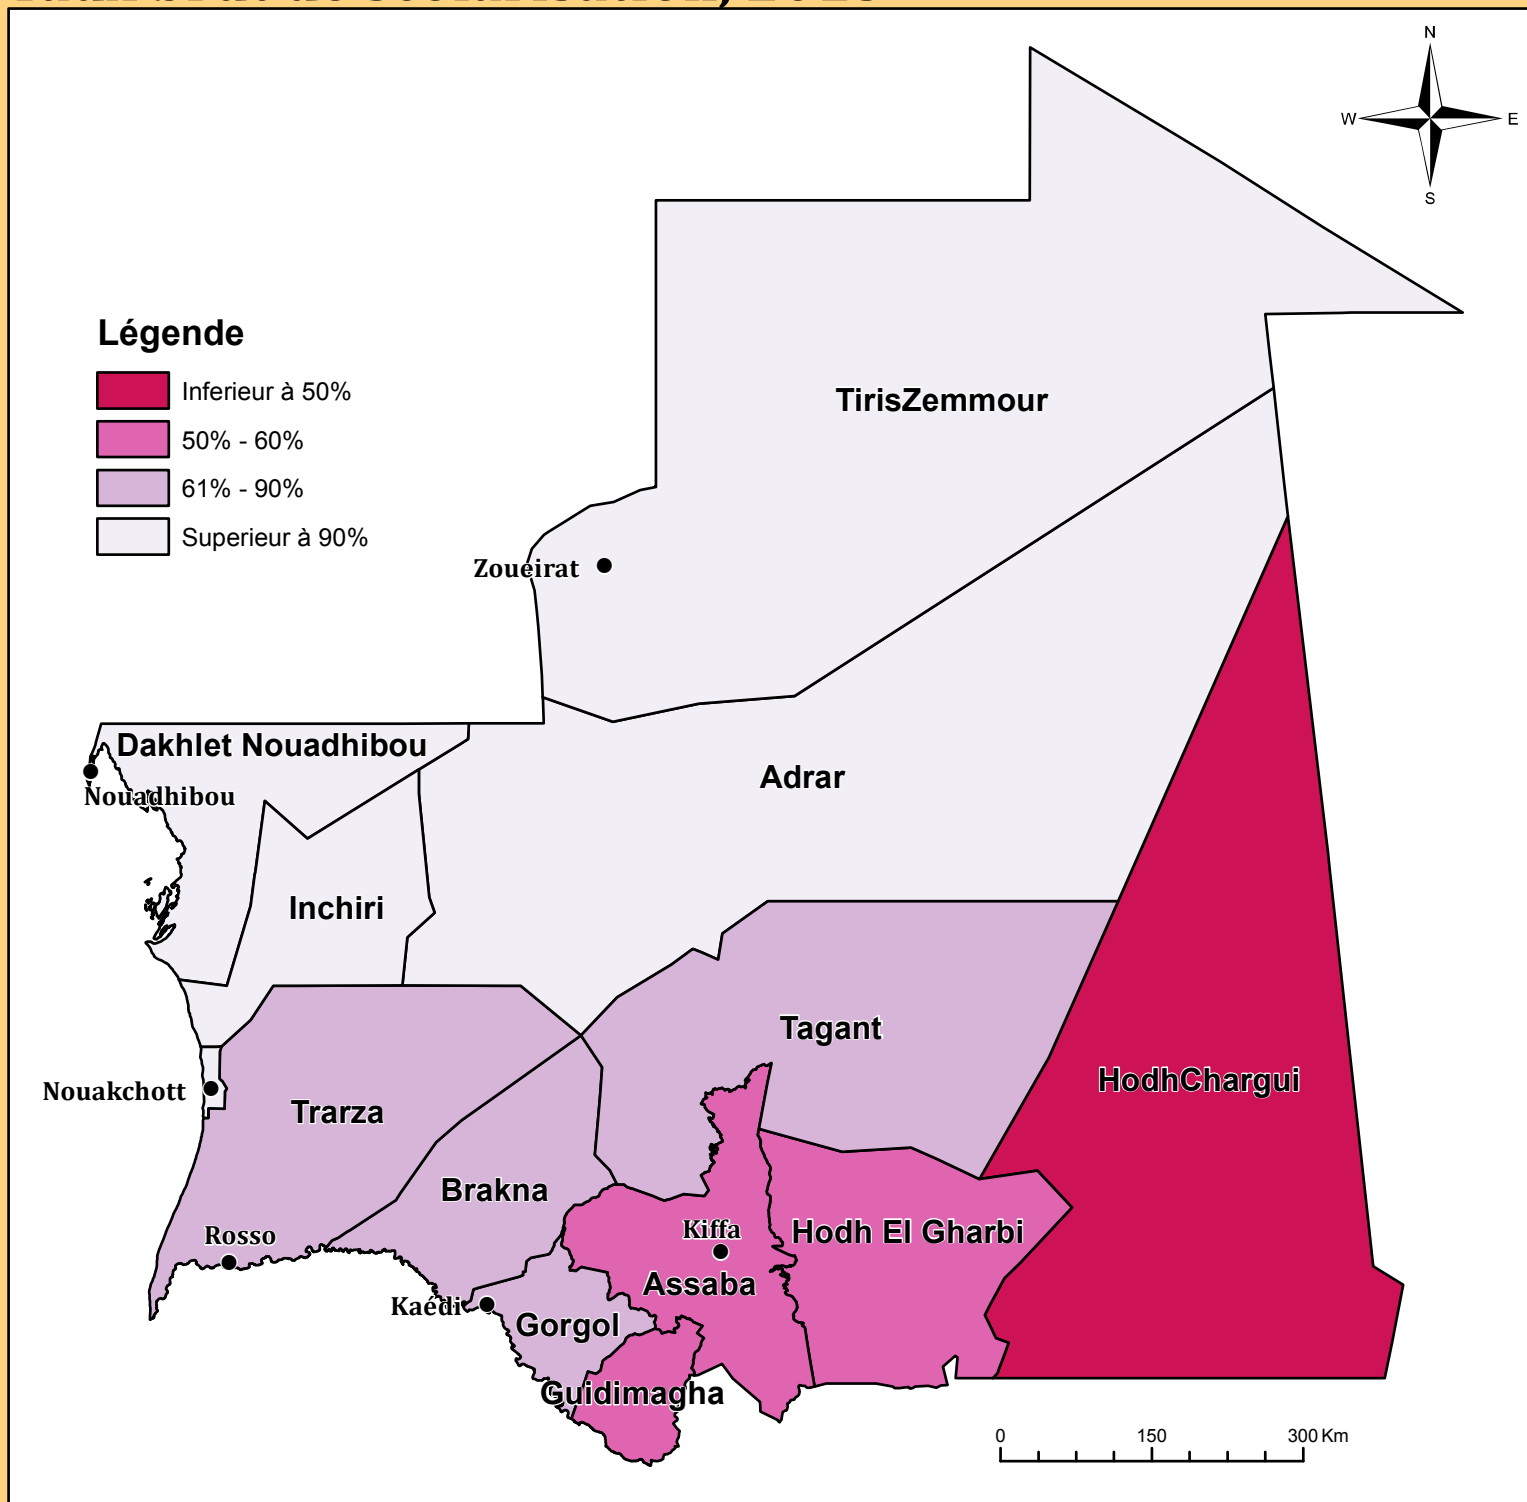 N
W
E
S
Légende
Inferieur à 50%
50% - 60%
61% - 90%
Superieur à 90%
TirisZemmour
Zouéirat
Dakhlet Nouadhibou
Nouadhibou
Adrar
Inchiri
Tagant
HodhChargui
Nouakchott
Trarza
Brakna
Rosso
Kiffa
Hodh El Gharbi
Assaba
Kaédi
Gorgol
Guidimagha
0
150
300 Km